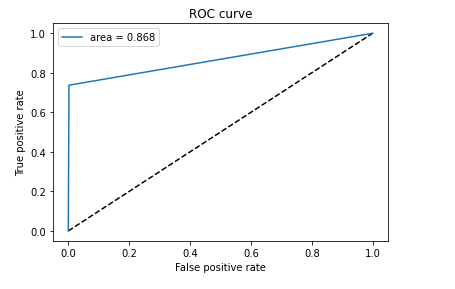 ROC curve
area = 0.868
True positive rate
1.0
0.8
0.6
0.4
0.2
0.0
0.0 0.2 0.4 0.6 0.8 1.0
False positive rate